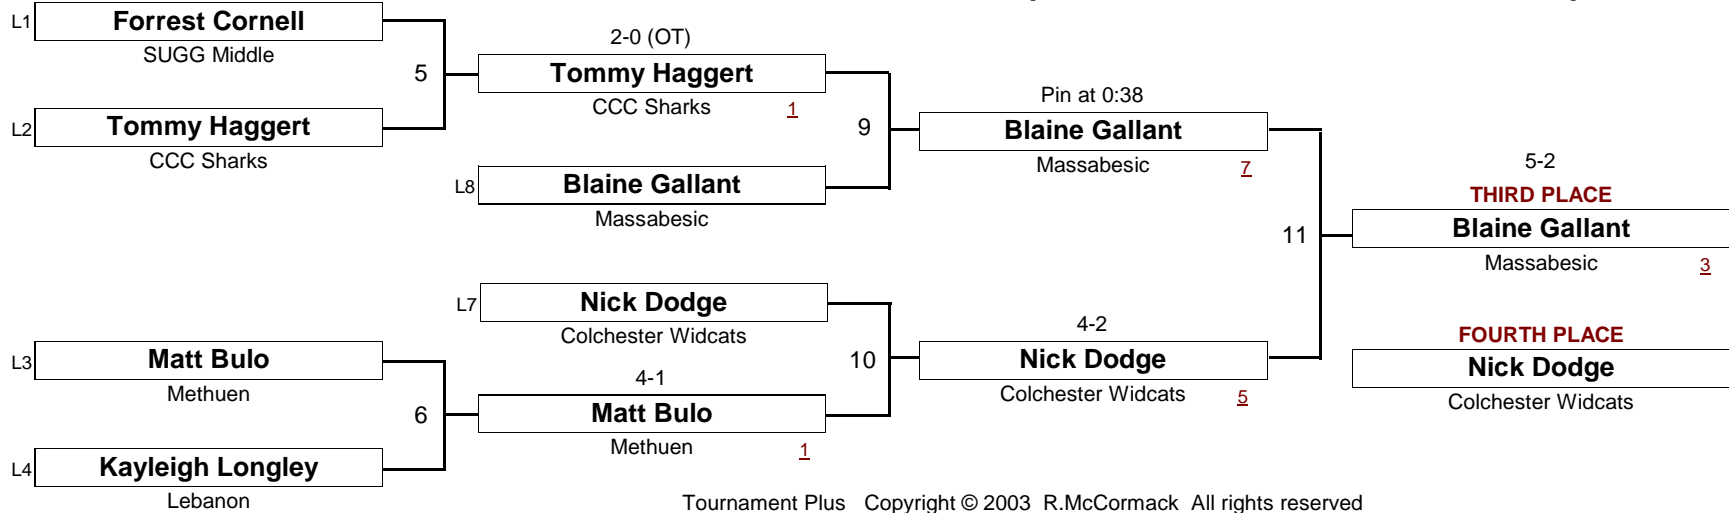 L1
Forrest Cornell
SUGG Middle
5
L2
Tommy Haggert
CCC Sharks
2-0 (OT)
Tommy Haggert
CCC Sharks 1
9
L8
Blaine Gallant
Massabesic
Pin at 0:38
Blaine Gallant
Massabesic 7
11
5-2
THIRD PLACE
Blaine Gallant
Massabesic 3
L7
Nick Dodge
Colchester Widcats
10
L3
Matt Bulo
Methuen
6
4-1
Matt Bulo
Methuen 1
L4
Kayleigh Longley
Lebanon
4-2
Nick Dodge
Colchester Widcats 5
FOURTH PLACE
Nick Dodge
Colchester Widcats
Tournament Plus Copyright © 2003 R.McCormack All rights reserved